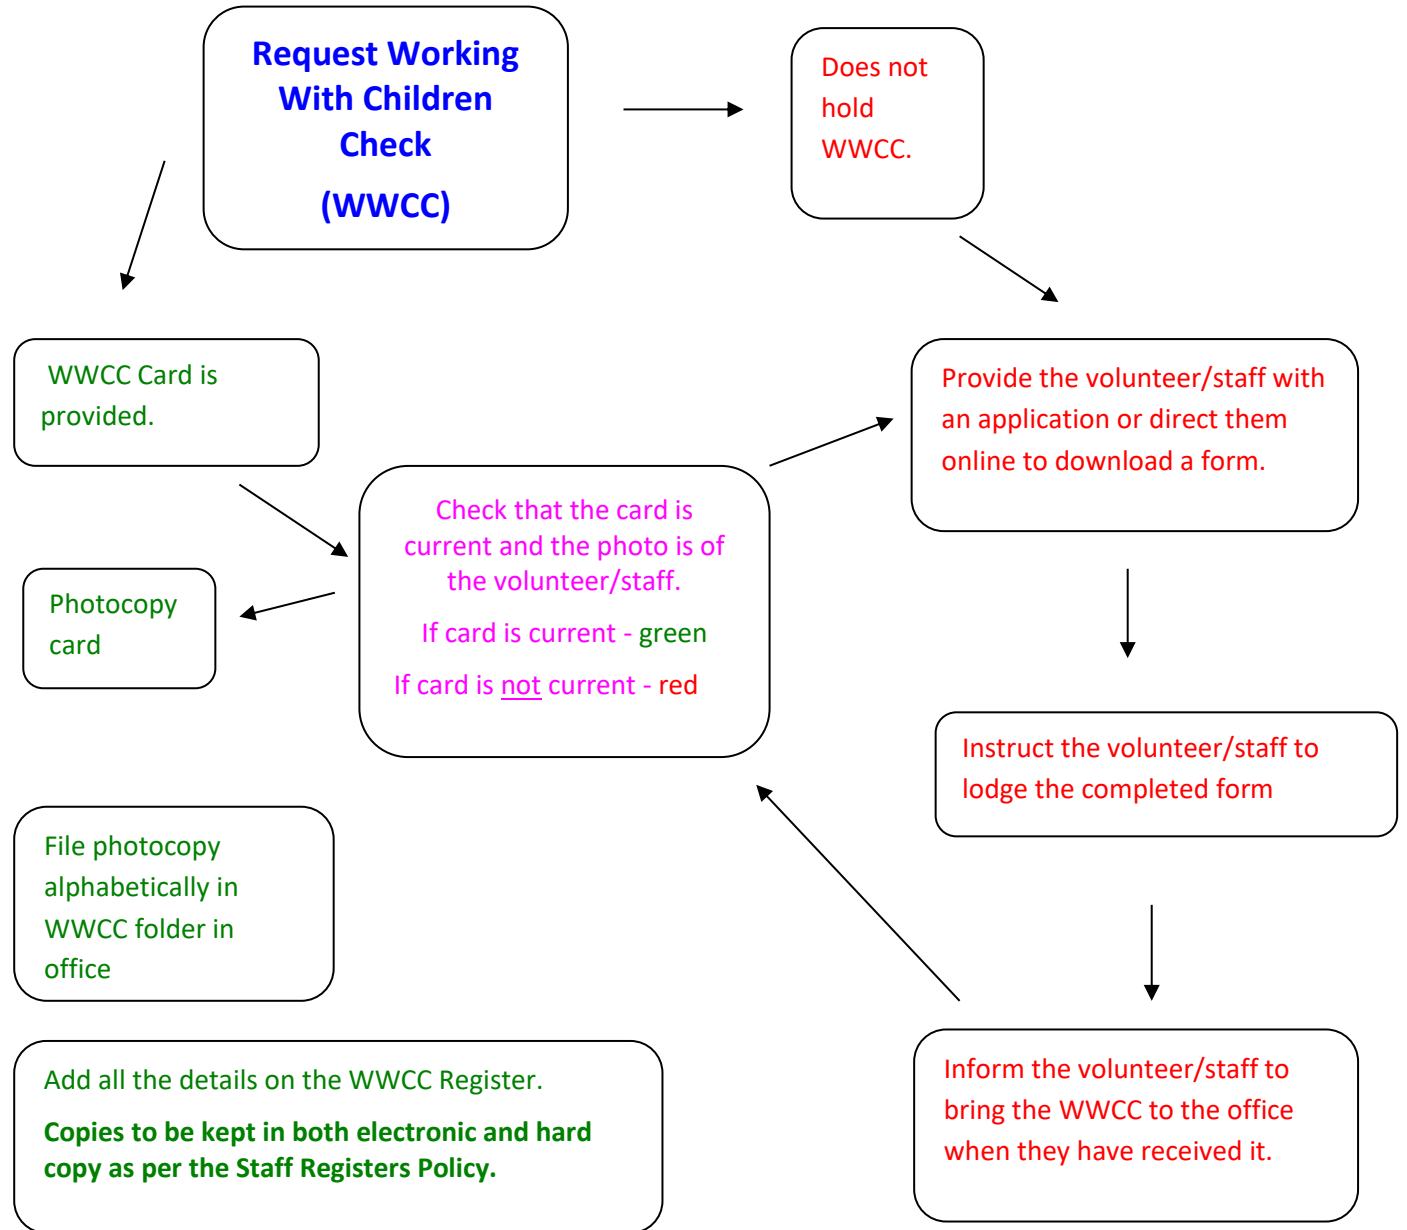 Request Working
With Children
Check
(WWCC)
Does not
hold
WWCC.
WWCC Card is
provided.
Provide the volunteer/staff with
an application or direct them
online to download a form.
Check that the card is
current and the photo is of
the volunteer/staff.
If card is current - green
If card is not current - red
Photocopy
card
Instruct the volunteer/staff to
lodge the completed form
File photocopy
alphabetically in
WWCC folder in
office
Add all the details on the WWCC Register.
Copies to be kept in both electronic and hard
copy as per the Staff Registers Policy.
Inform the volunteer/staff to
bring the WWCC to the office
when they have received it.